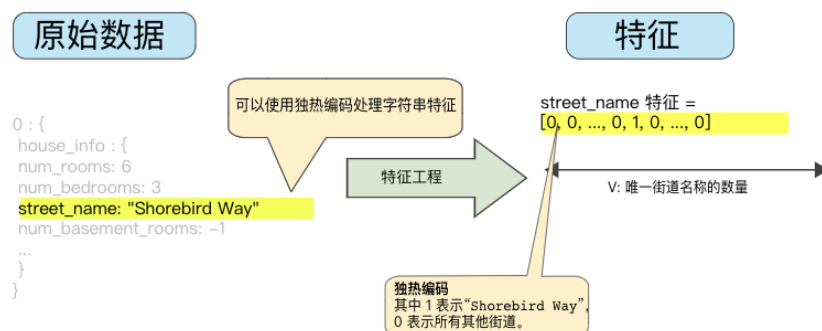 原始数据
特征
可以使用独热编码处理字符串特征
street_name 特征 =
[0, 0, ..., 0, 1, 0, ..., 0]
0 : {
house_info : {
num_rooms: 6
num_bedrooms: 3
street_name: "Shorebird Way"
num_basement_rooms: -1
...
}
}
特征工程
V: 唯一街道名称的数量
独热编码
其中 1 表示“Shorebird Way”,
0 表示所有其他街道。